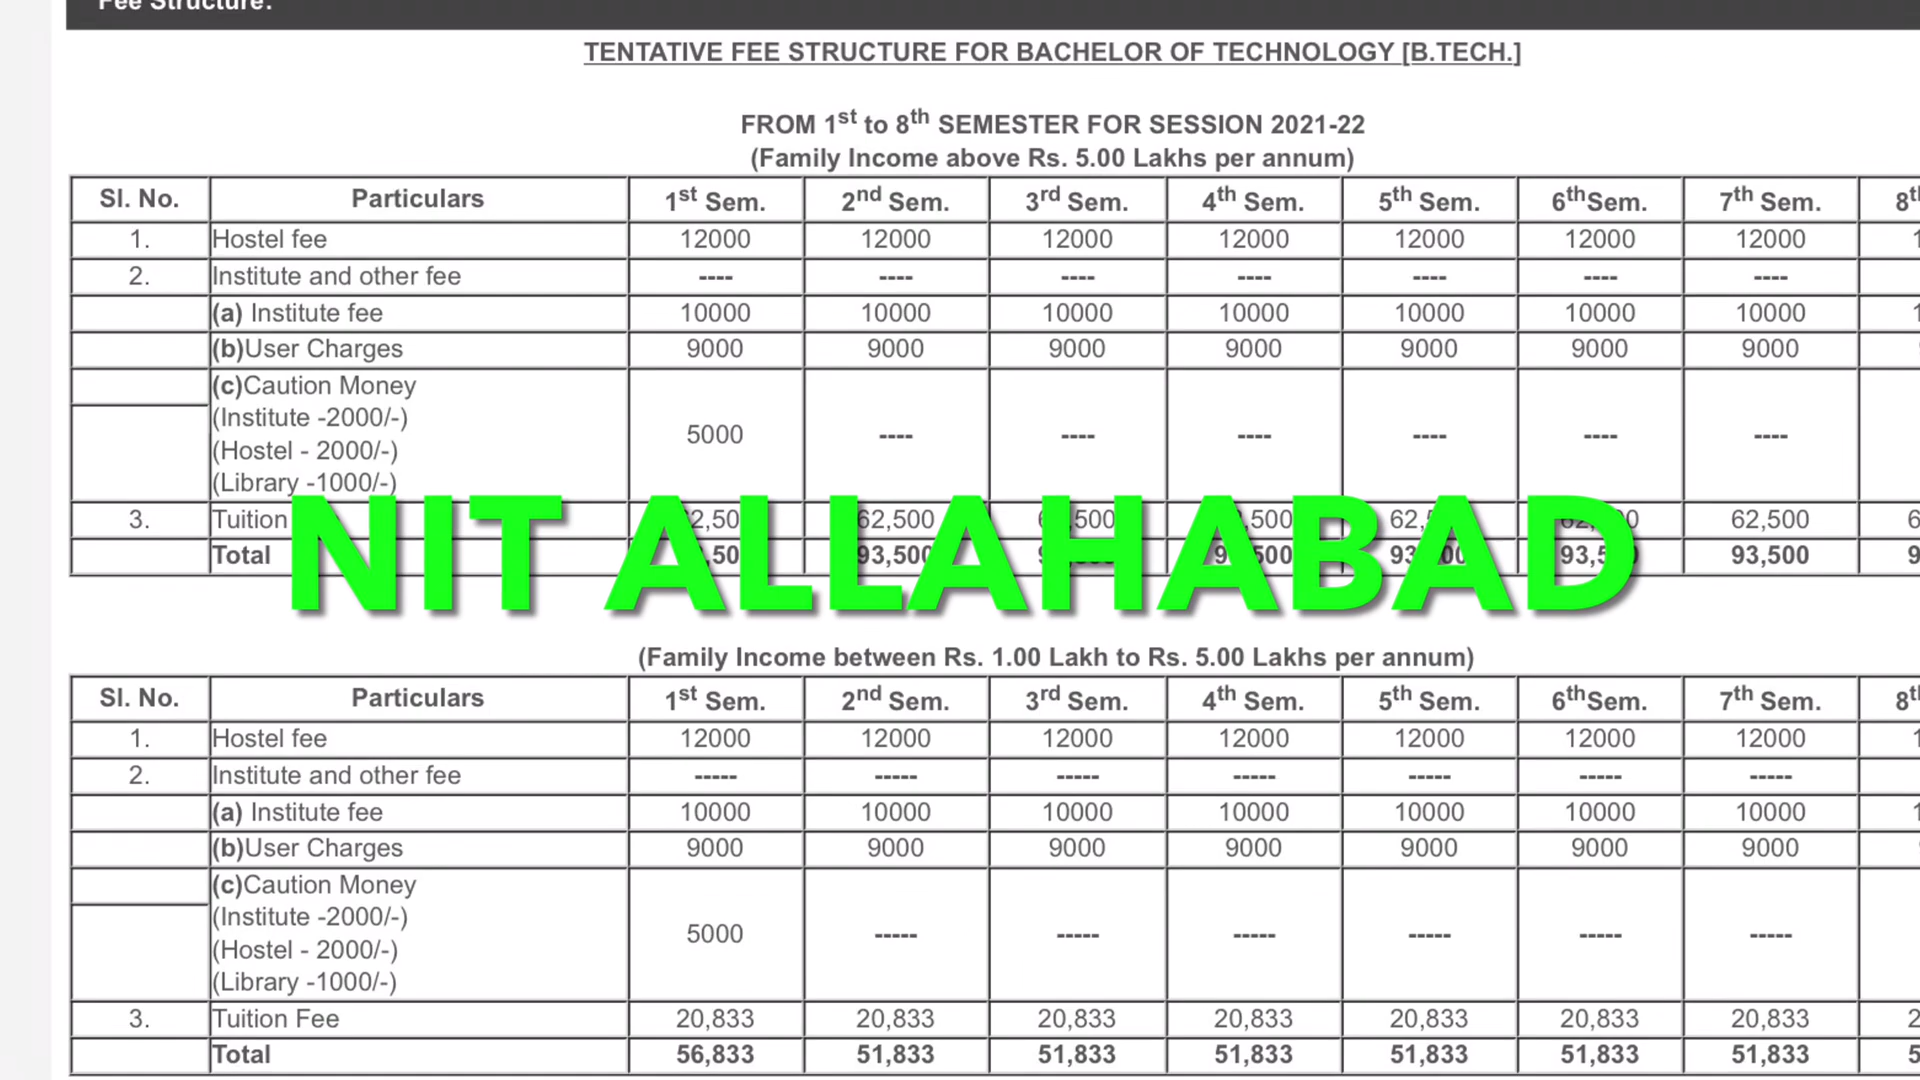 Fee Structure:
TENTATIVE FEE STRUCTURE FOR BACHELOR OF TECHNOLOGY [B.TECH.]
FROM 1st to 8th SEMESTER FOR SESSION 2021-22
(Family Income above Rs. 5.00 Lakhs per annum)
Sl. No. Particulars 1st Sem. 2nd Sem. 3rd Sem. 4th Sem. 5th Sem. 6thSem. 7th Sem.
1. Hostel fee 12000 12000 12000 12000 12000 12000 12000
2. Institute and other fee ---- ---- ---- ---- ---- ---- ----
(a) Institute fee 10000 10000 10000 10000 10000 10000 10000
(b)User Charges 9000 9000 9000 9000 9000 9000 9000
(c)Caution Money
(Institute -2000/-)
(Hostel - 2000/-)
(Library -1000/-)
5000 ---- ---- ---- ---- ---- ----
3. Tuition 62,500 62,500
Total 93,500 93,500
NIT ALLAHABAD
(Family Income between Rs. 1.00 Lakh to Rs. 5.00 Lakhs per annum)
Sl. No. Particulars 1st Sem. 2nd Sem. 3rd Sem. 4th Sem. 5th Sem. 6thSem. 7th Sem.
1. Hostel fee 12000 12000 12000 12000 12000 12000 12000
2. Institute and other fee ----- ----- ----- ----- ----- ----- -----
(a) Institute fee 10000 10000 10000 10000 10000 10000 10000
(b)User Charges 9000 9000 9000 9000 9000 9000 9000
(c)Caution Money
(Institute -2000/-)
(Hostel - 2000/-)
(Library -1000/-)
5000 ----- ----- ----- ----- ----- -----
3. Tuition Fee 20,833 20,833 20,833 20,833 20,833 20,833 20,833
Total 56,833 51,833 51,833 51,833 51,833 51,833 51,833